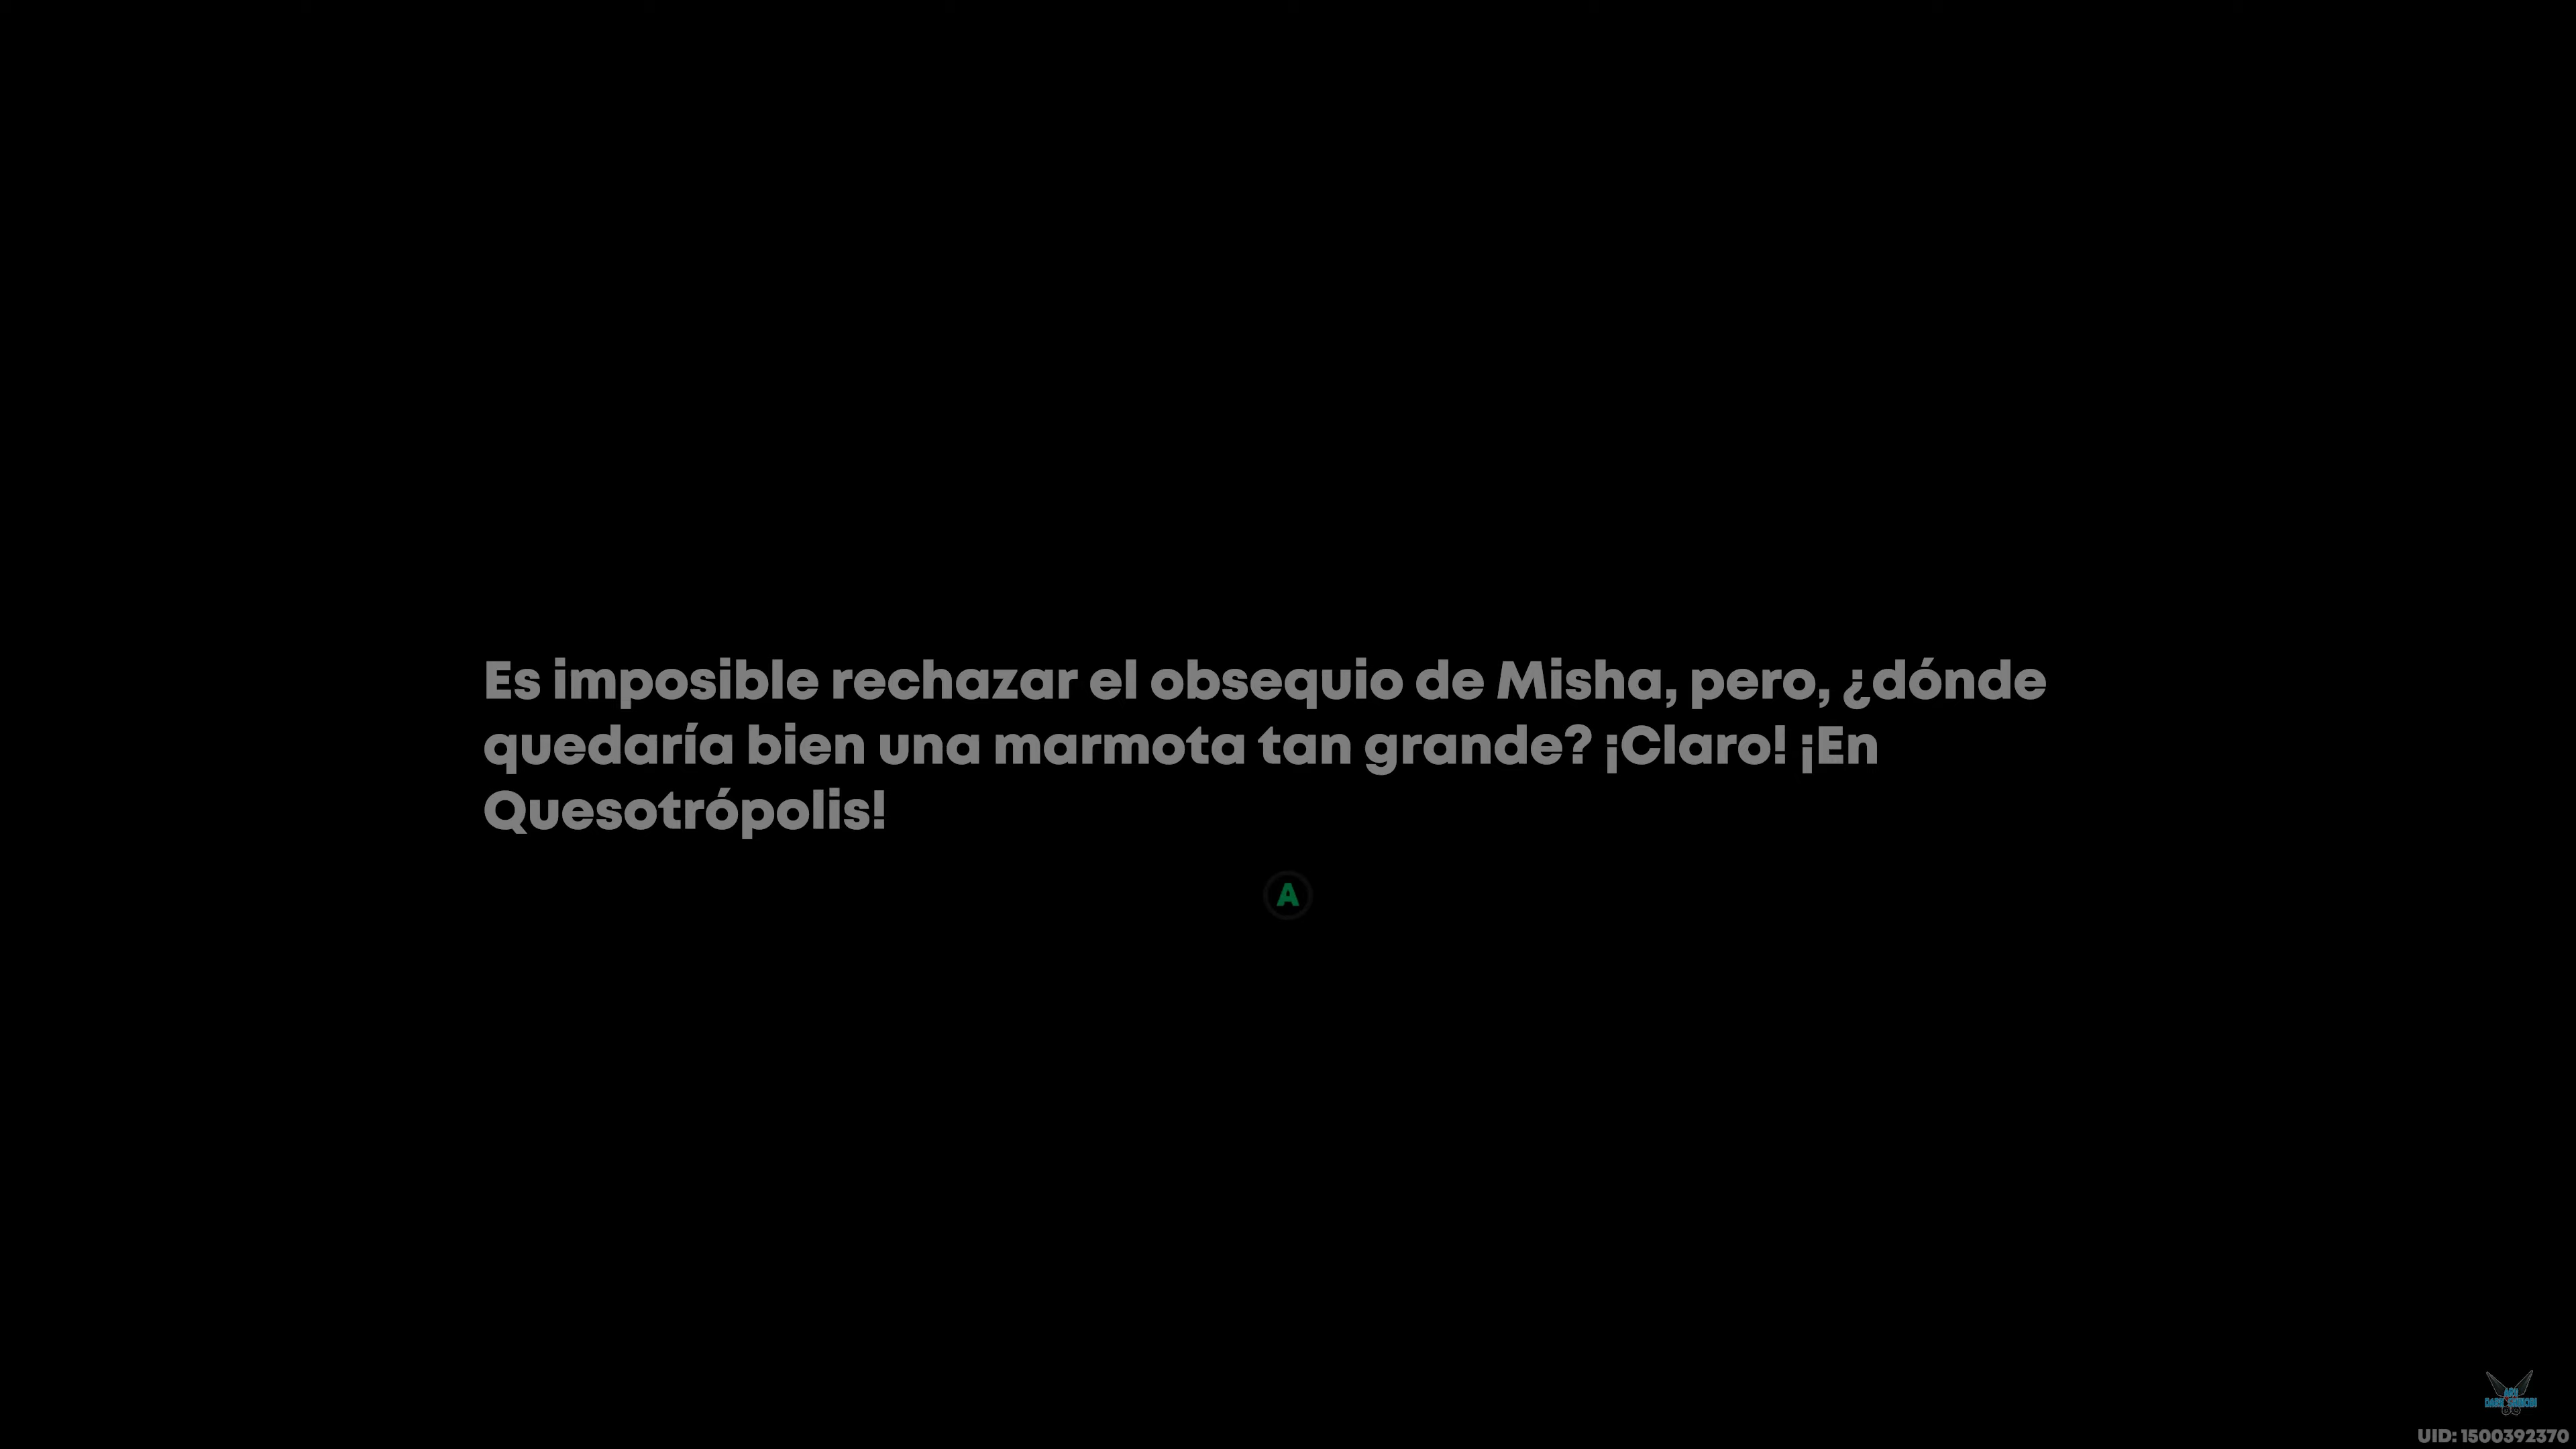 Es imposible rechazar el obsequio de Misha, pero, ¿dónde
quedaría bien una marmota tan grande? ¡Claro! ¡En
Quesotrópolis!
A
UID: 1500392370